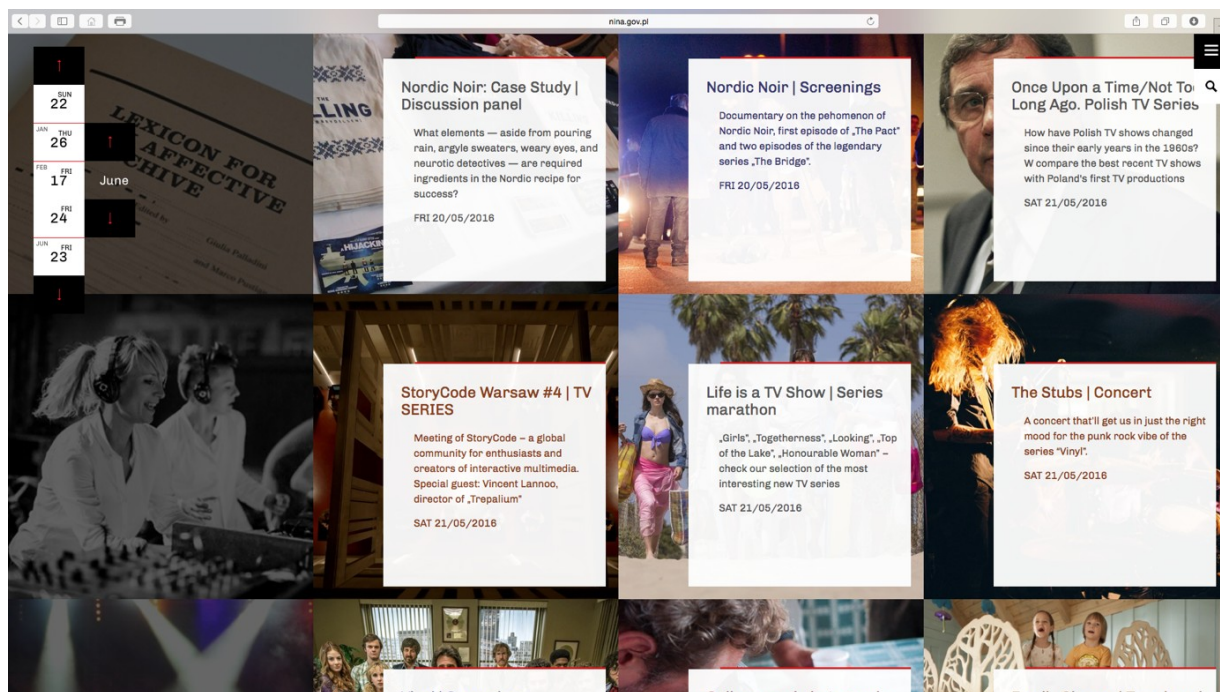 nina.gov.pl
SUN
22
JAN THU
26
FEB FRI
17
June
FRI
24
JUN FRI
23
LEXICON FOR
AFFECTIVE
Giulia Palladini
and Marco
Nordic Noir: Case Study |
Discussion panel
What elements — aside from pouring
rain, argyle sweaters, weary eyes, and
neurotic detectives — are required
ingredients in the Nordic recipe for
success?
FRI 20/05/2016
THE
LLING
HIJACKIN
Nordic Noir | Screenings
Documentary on the pehomenon of
Nordic Noir, first episode of „The Pact”
and two episodes of the legendary
series „The Bridge”.
FRI 20/05/2016
Once Upon a Time/Not Too
Long Ago. Polish TV Series
How have Polish TV shows changed
since their early years in the 1960s?
W compare the best recent TV shows
with Poland's first TV productions
SAT 21/05/2016
StoryCode Warsaw #4 | TV
SERIES
Meeting of StoryCode – a global
community for enthusiasts and
creators of interactive multimedia.
Special guest: Vincent Lannoo,
director of „Trepalium”
SAT 21/05/2016
Life is a TV Show | Series
marathon
„Girls”, „Togetherness”, „Looking”, „Top
of the Lake”, „Honourable Woman” –
check our selection of the most
interesting new TV series
SAT 21/05/2016
The Stubs | Concert
A concert that'll get us in just the right
mood for the punk rock vibe of the
series “Vinyl”.
SAT 21/05/2016